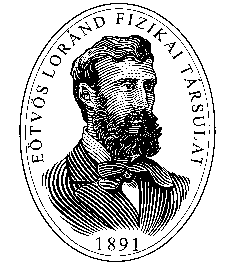 EÖTVÖS LORÁND FIZIKAI TÁRSULAT
1891